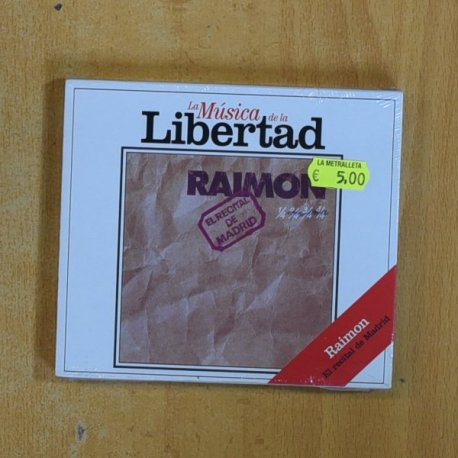 La Música de la
Libertad
LA METRALLETA
€ 5,00
RAIMON
EL RECITAL
DE
MADRID
Raimon
El recital de Madrid